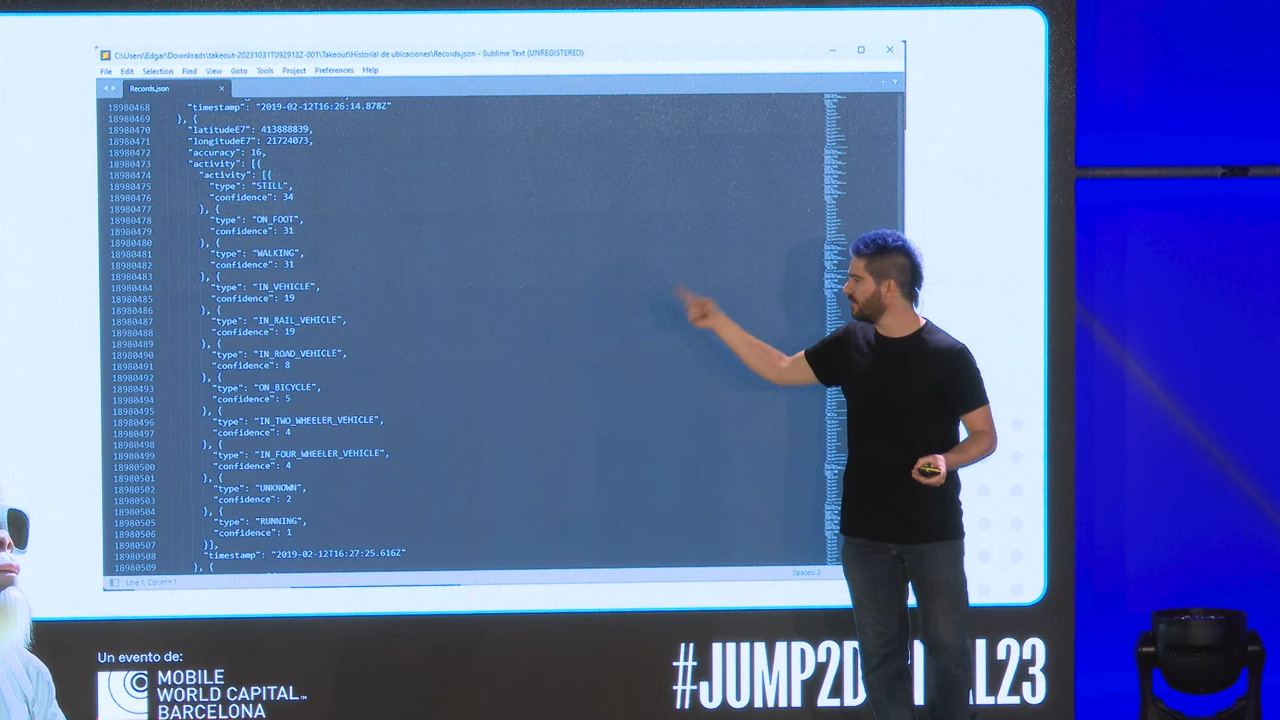 C:\Users\Edgar\Downloads\takeout-20231031T092913Z-001\Takeout\Historial de ubicaciones\Records.json - Sublime Text (UNREGISTERED)
File Edit Selection Find View Goto Tools Project Preferences Help
Records.json
18980468 "timestamp": "2019-02-12T16:26:14.878Z"
18980469 }, {
18980470 "latitudeE7": 413888839,
18980471 "longitudeE7": 21724073,
18980472 "accuracy": 16,
18980473 "activity": [{
18980474 "activity": [{
18980475 "type": "STILL",
18980476 "confidence": 34
18980477 }, {
18980478 "type": "ON_FOOT",
18980479 "confidence": 31
18980480 }, {
18980481 "type": "WALKING",
18980482 "confidence": 31
18980483 }, {
18980484 "type": "IN_VEHICLE",
18980485 "confidence": 19
18980486 }, {
18980487 "type": "IN_RAIL_VEHICLE",
18980488 "confidence": 19
18980489 }, {
18980490 "type": "IN_ROAD_VEHICLE",
18980491 "confidence": 8
18980492 }, {
18980493 "type": "ON_BICYCLE",
18980494 "confidence": 5
18980495 }, {
18980496 "type": "IN_TWO_WHEELER_VEHICLE",
18980497 "confidence": 4
18980498 }, {
18980499 "type": "IN_FOUR_WHEELER_VEHICLE",
18980500 "confidence": 4
18980501 }, {
18980502 "type": "UNKNOWN",
18980503 "confidence": 2
18980504 }, {
18980505 "type": "RUNNING",
18980506 "confidence": 1
18980507 }],
18980508 "timestamp": "2019-02-12T16:27:25.616Z"
18980509 }, {
Line 1, Column 1
Spaces: 2
Un evento de:
MOBILE
WORLD CAPITAL™
BARCELONA